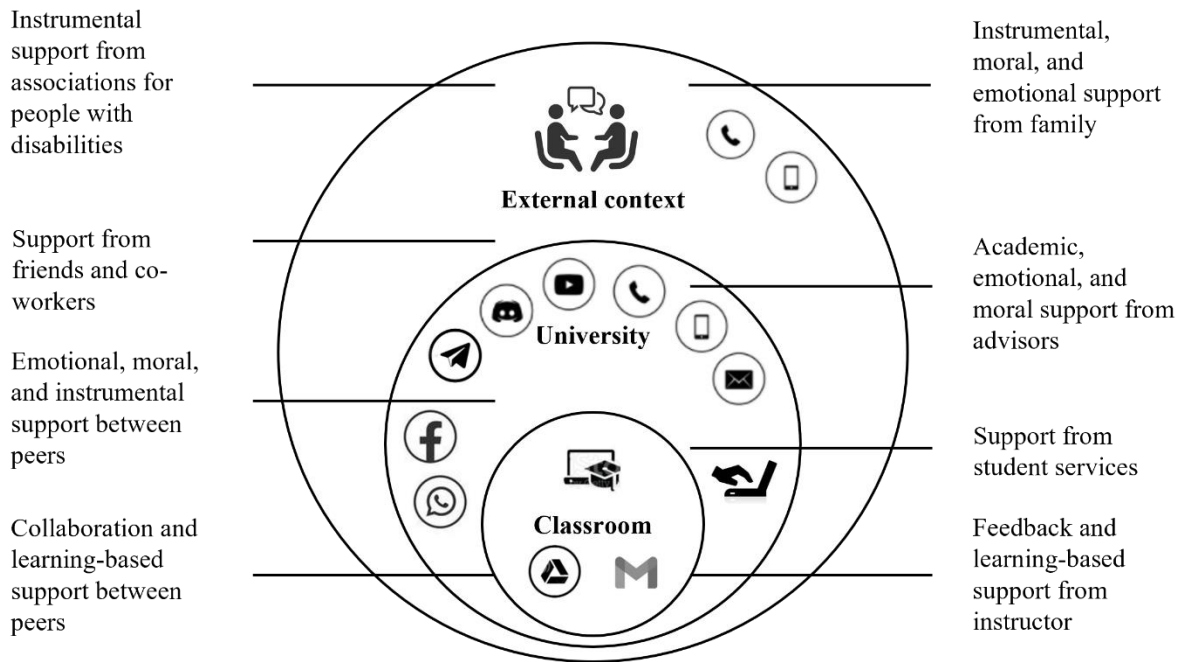 Instrumental
support from
associations for
people with
disabilities
Support from
friends and co-
workers
Emotional, moral,
and instrumental
support between
peers
Collaboration and
learning-based
support between
peers
External context
University
Classroom
Instrumental,
moral, and
emotional support
from family
Academic,
emotional, and
moral support from
advisors
Support from
student services
Feedback and
learning-based
support from
instructor